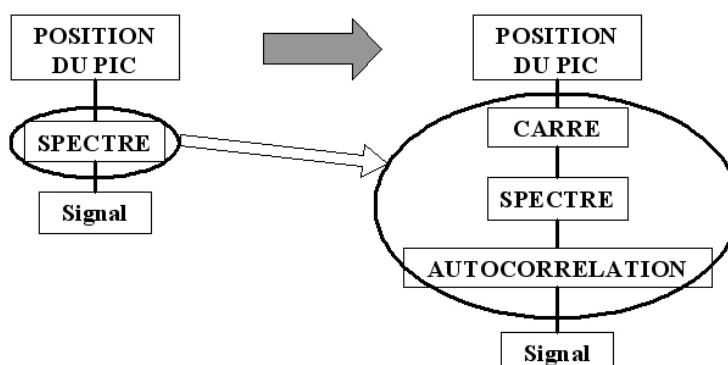 POSITION
DU PIC
SPECTRE
Signal
POSITION
DU PIC
CARRE
SPECTRE
AUTOCORRELATION
Signal